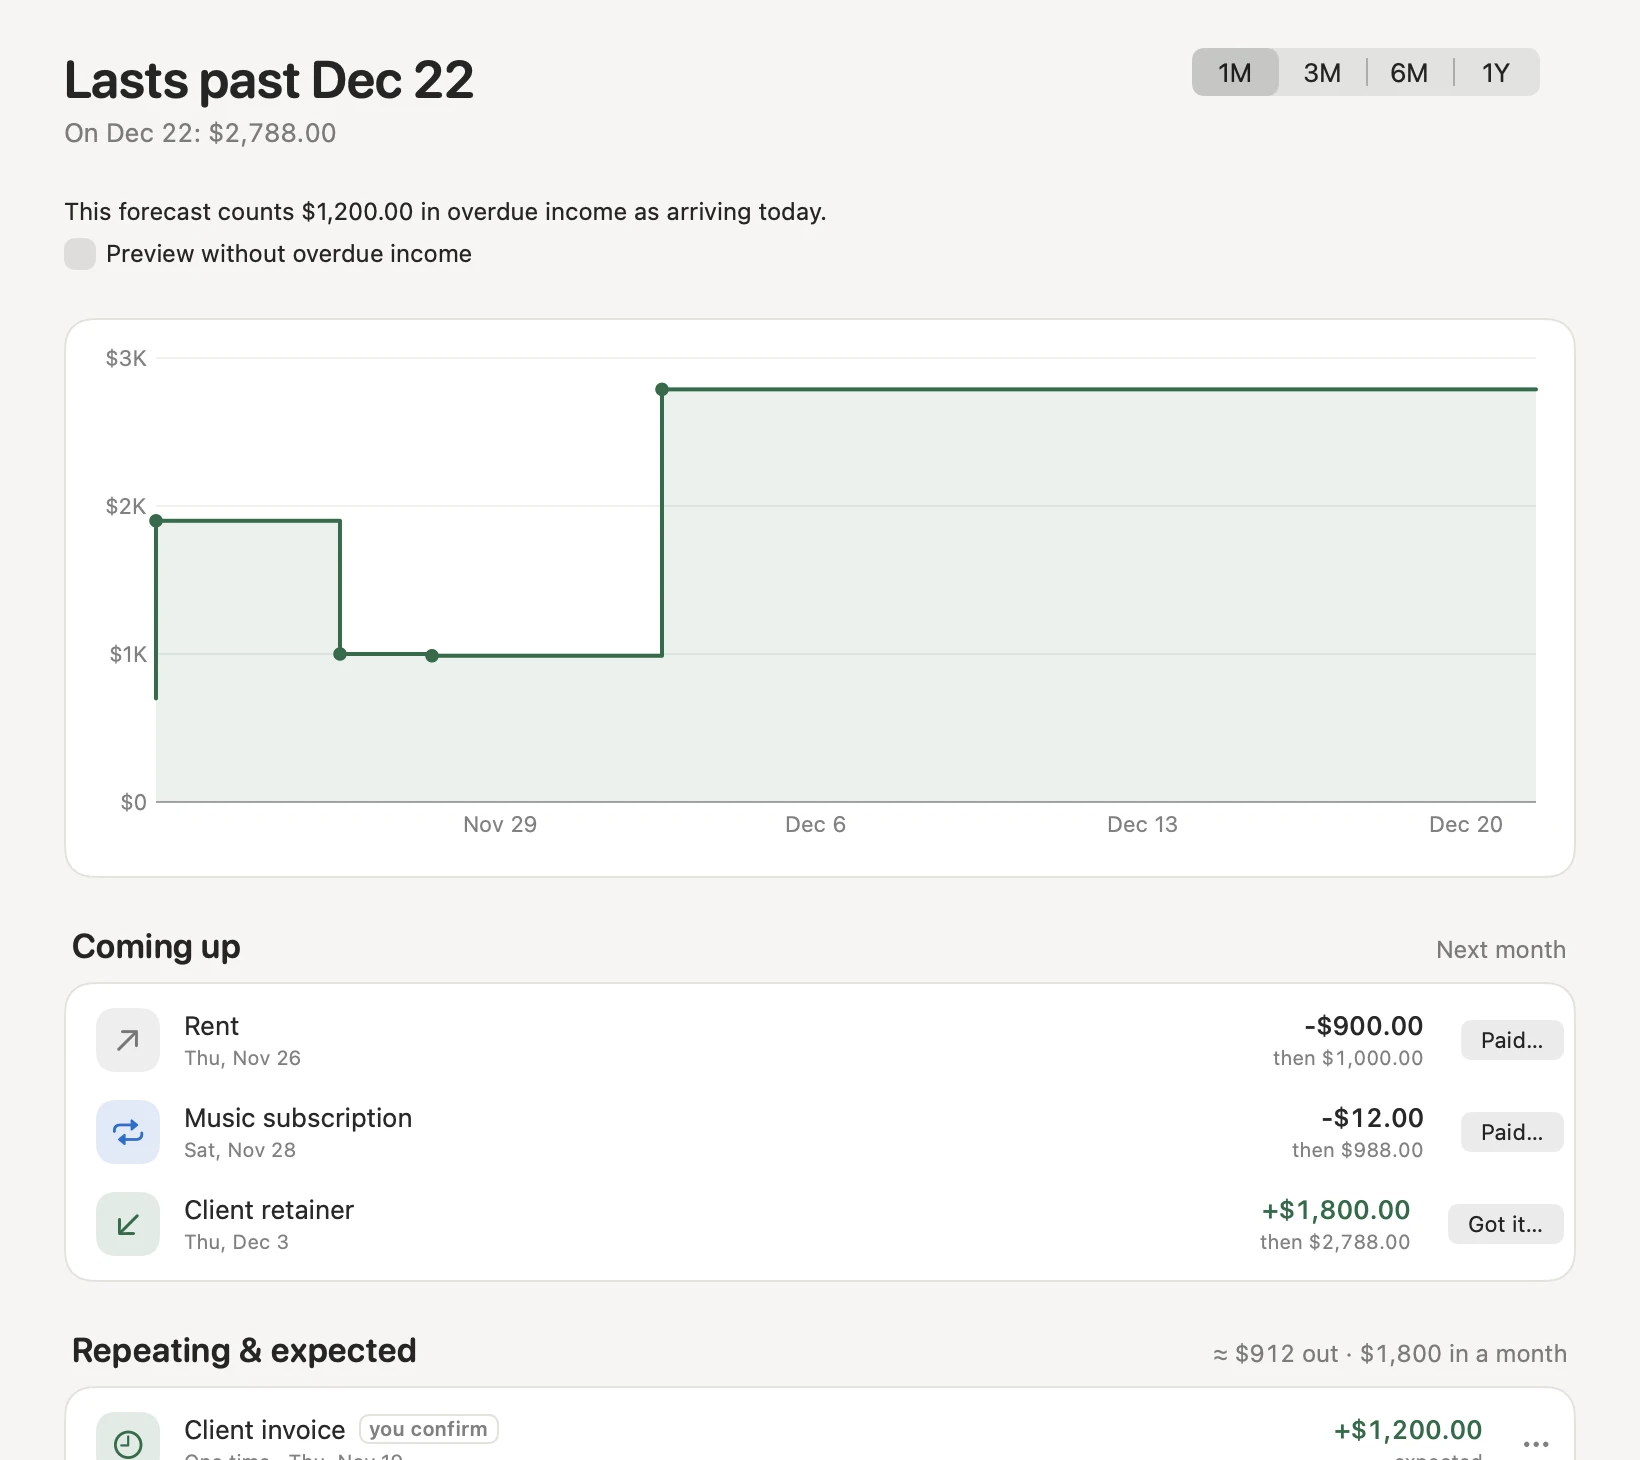 Lasts past Dec 22
1M 3M 6M 1Y
On Dec 22: $2,788.00
This forecast counts $1,200.00 in overdue income as arriving today.
Preview without overdue income
$3K
$2K
$1K
$0
Nov 29 Dec 6 Dec 13 Dec 20
Coming up
Next month
Rent
Thu, Nov 26
-$900.00
then $1,000.00
Paid...
Music subscription
Sat, Nov 28
-$12.00
then $988.00
Paid...
Client retainer
Thu, Dec 3
+$1,800.00
then $2,788.00
Got it...
Repeating & expected
≈ $912 out · $1,800 in a month
Client invoice you confirm
+$1,200.00